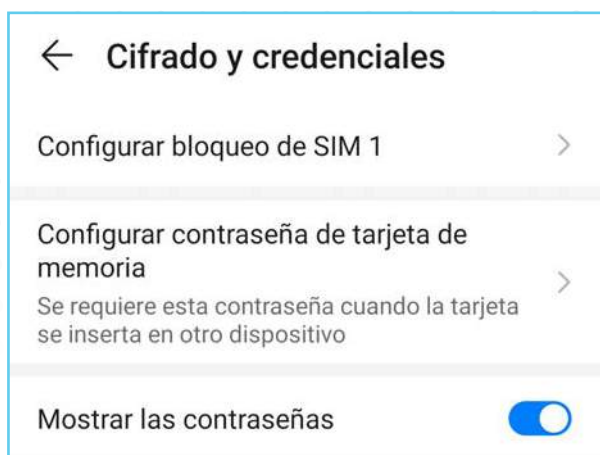 Cifrado y credenciales
Configurar bloqueo de SIM 1
Configurar contraseña de tarjeta de
memoria
Se requiere esta contraseña cuando la tarjeta
se inserta en otro dispositivo
Mostrar las contraseñas